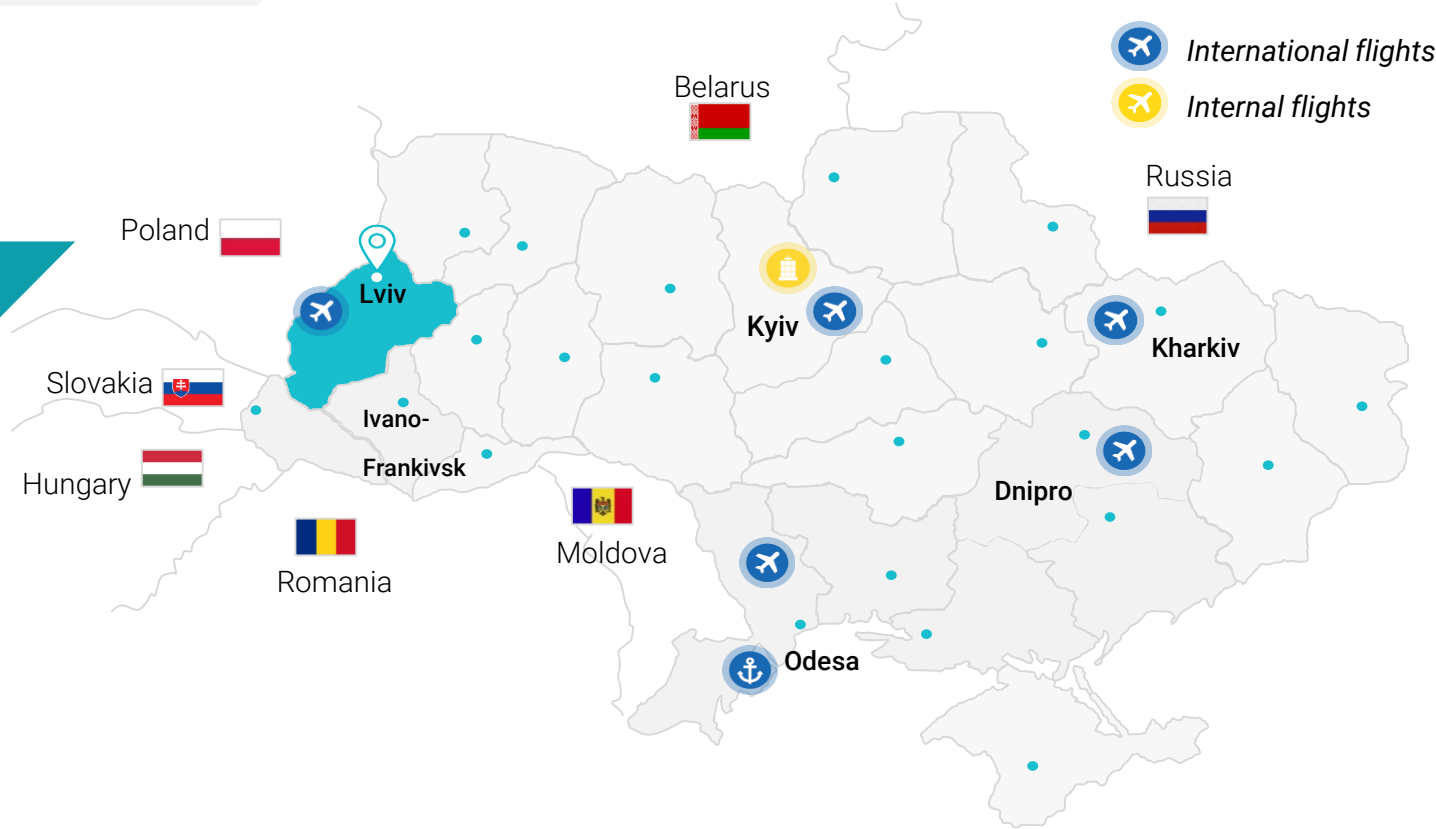 International flights
Internal flights
Belarus
Russia
Poland
Lviv
Kyiv
Kharkiv
Slovakia
Ivano-
Frankivsk
Hungary
Dnipro
Moldova
Romania
Odesa